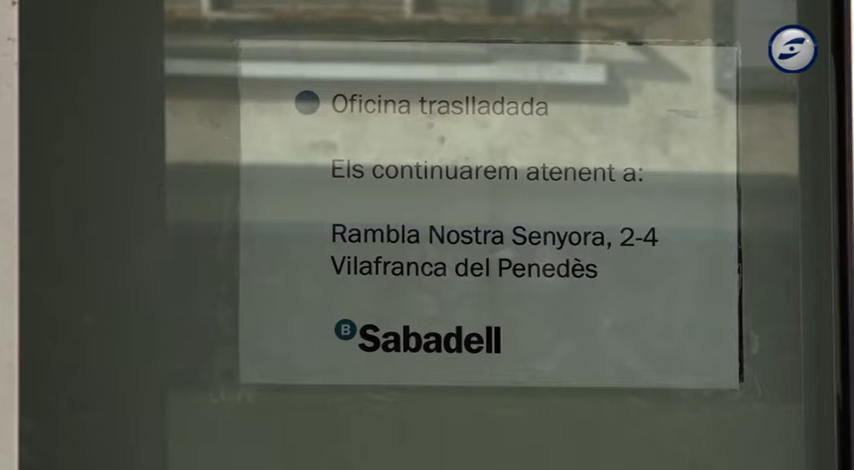 Oficina traslladada
Els continuarem atenent a:
Rambla Nostra Senyora, 2-4
Vilafranca del Penedès
B Sabadell